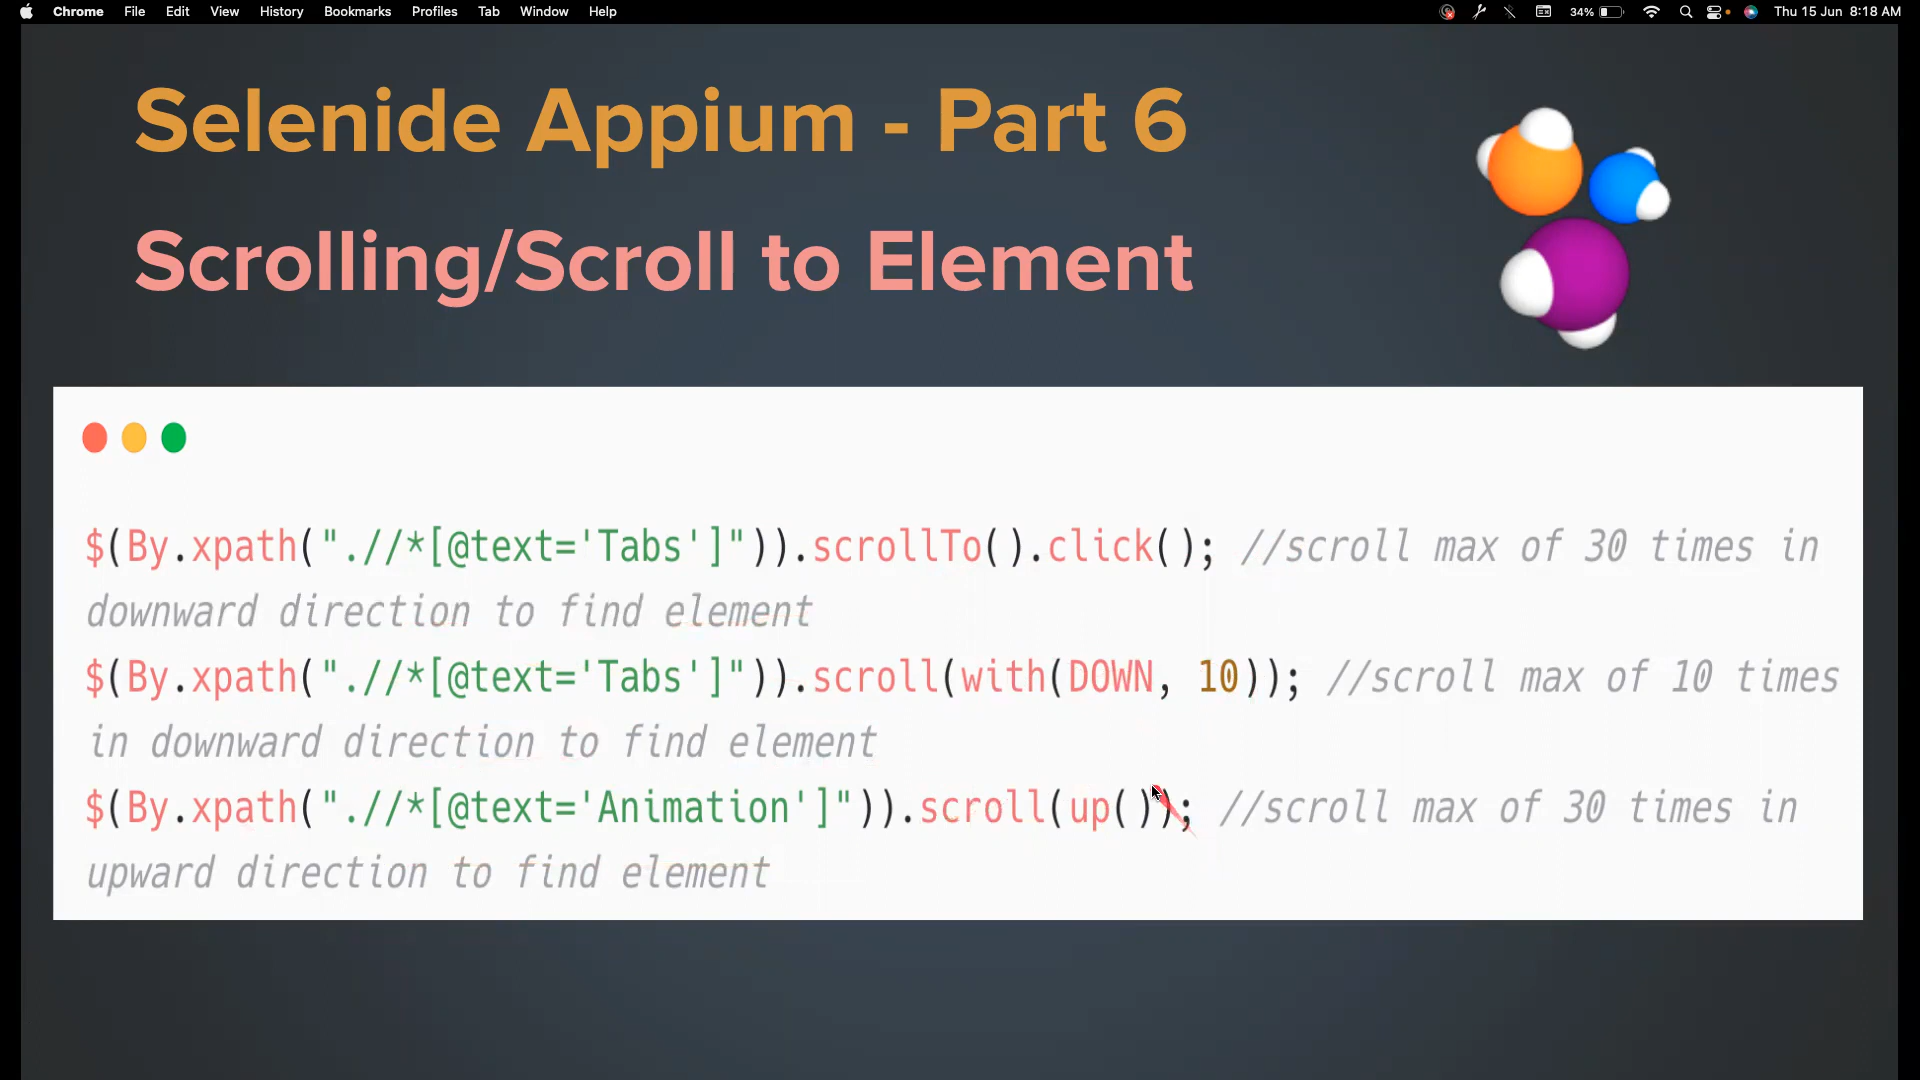 Chrome File Edit View History Bookmarks Profiles Tab Window Help 34% Thu 15 Jun 8:18 AM
Selenide Appium - Part 6
Scrolling/Scroll to Element
$(By.xpath(".//*[@text='Tabs']")).scrollTo().click(); //scroll max of 30 times in
downward direction to find element
$(By.xpath(".//*[@text='Tabs']")).scroll(with(DOWN, 10)); //scroll max of 10 times
in downward direction to find element
$(By.xpath(".//*[@text='Animation']")).scroll(up()); //scroll max of 30 times in
upward direction to find element